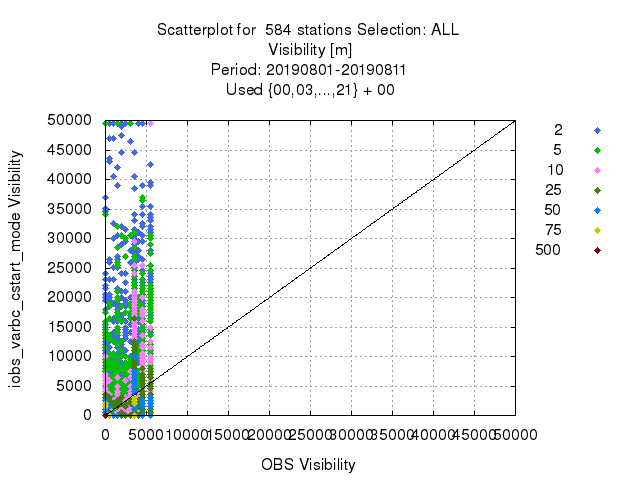 Scatterplot for  584 stations Selection: ALL
Visibility [m]
Period: 20190801-20190811
Used {00,03,...,21} + 00
iobs_varbc_cstart_mode Visibility
50000
45000
40000
35000
30000
25000
20000
15000
10000
5000
0
0 5000 10000 15000 20000 25000 30000 35000 40000 45000 50000
OBS Visibility
2
5
10
25
50
75
500